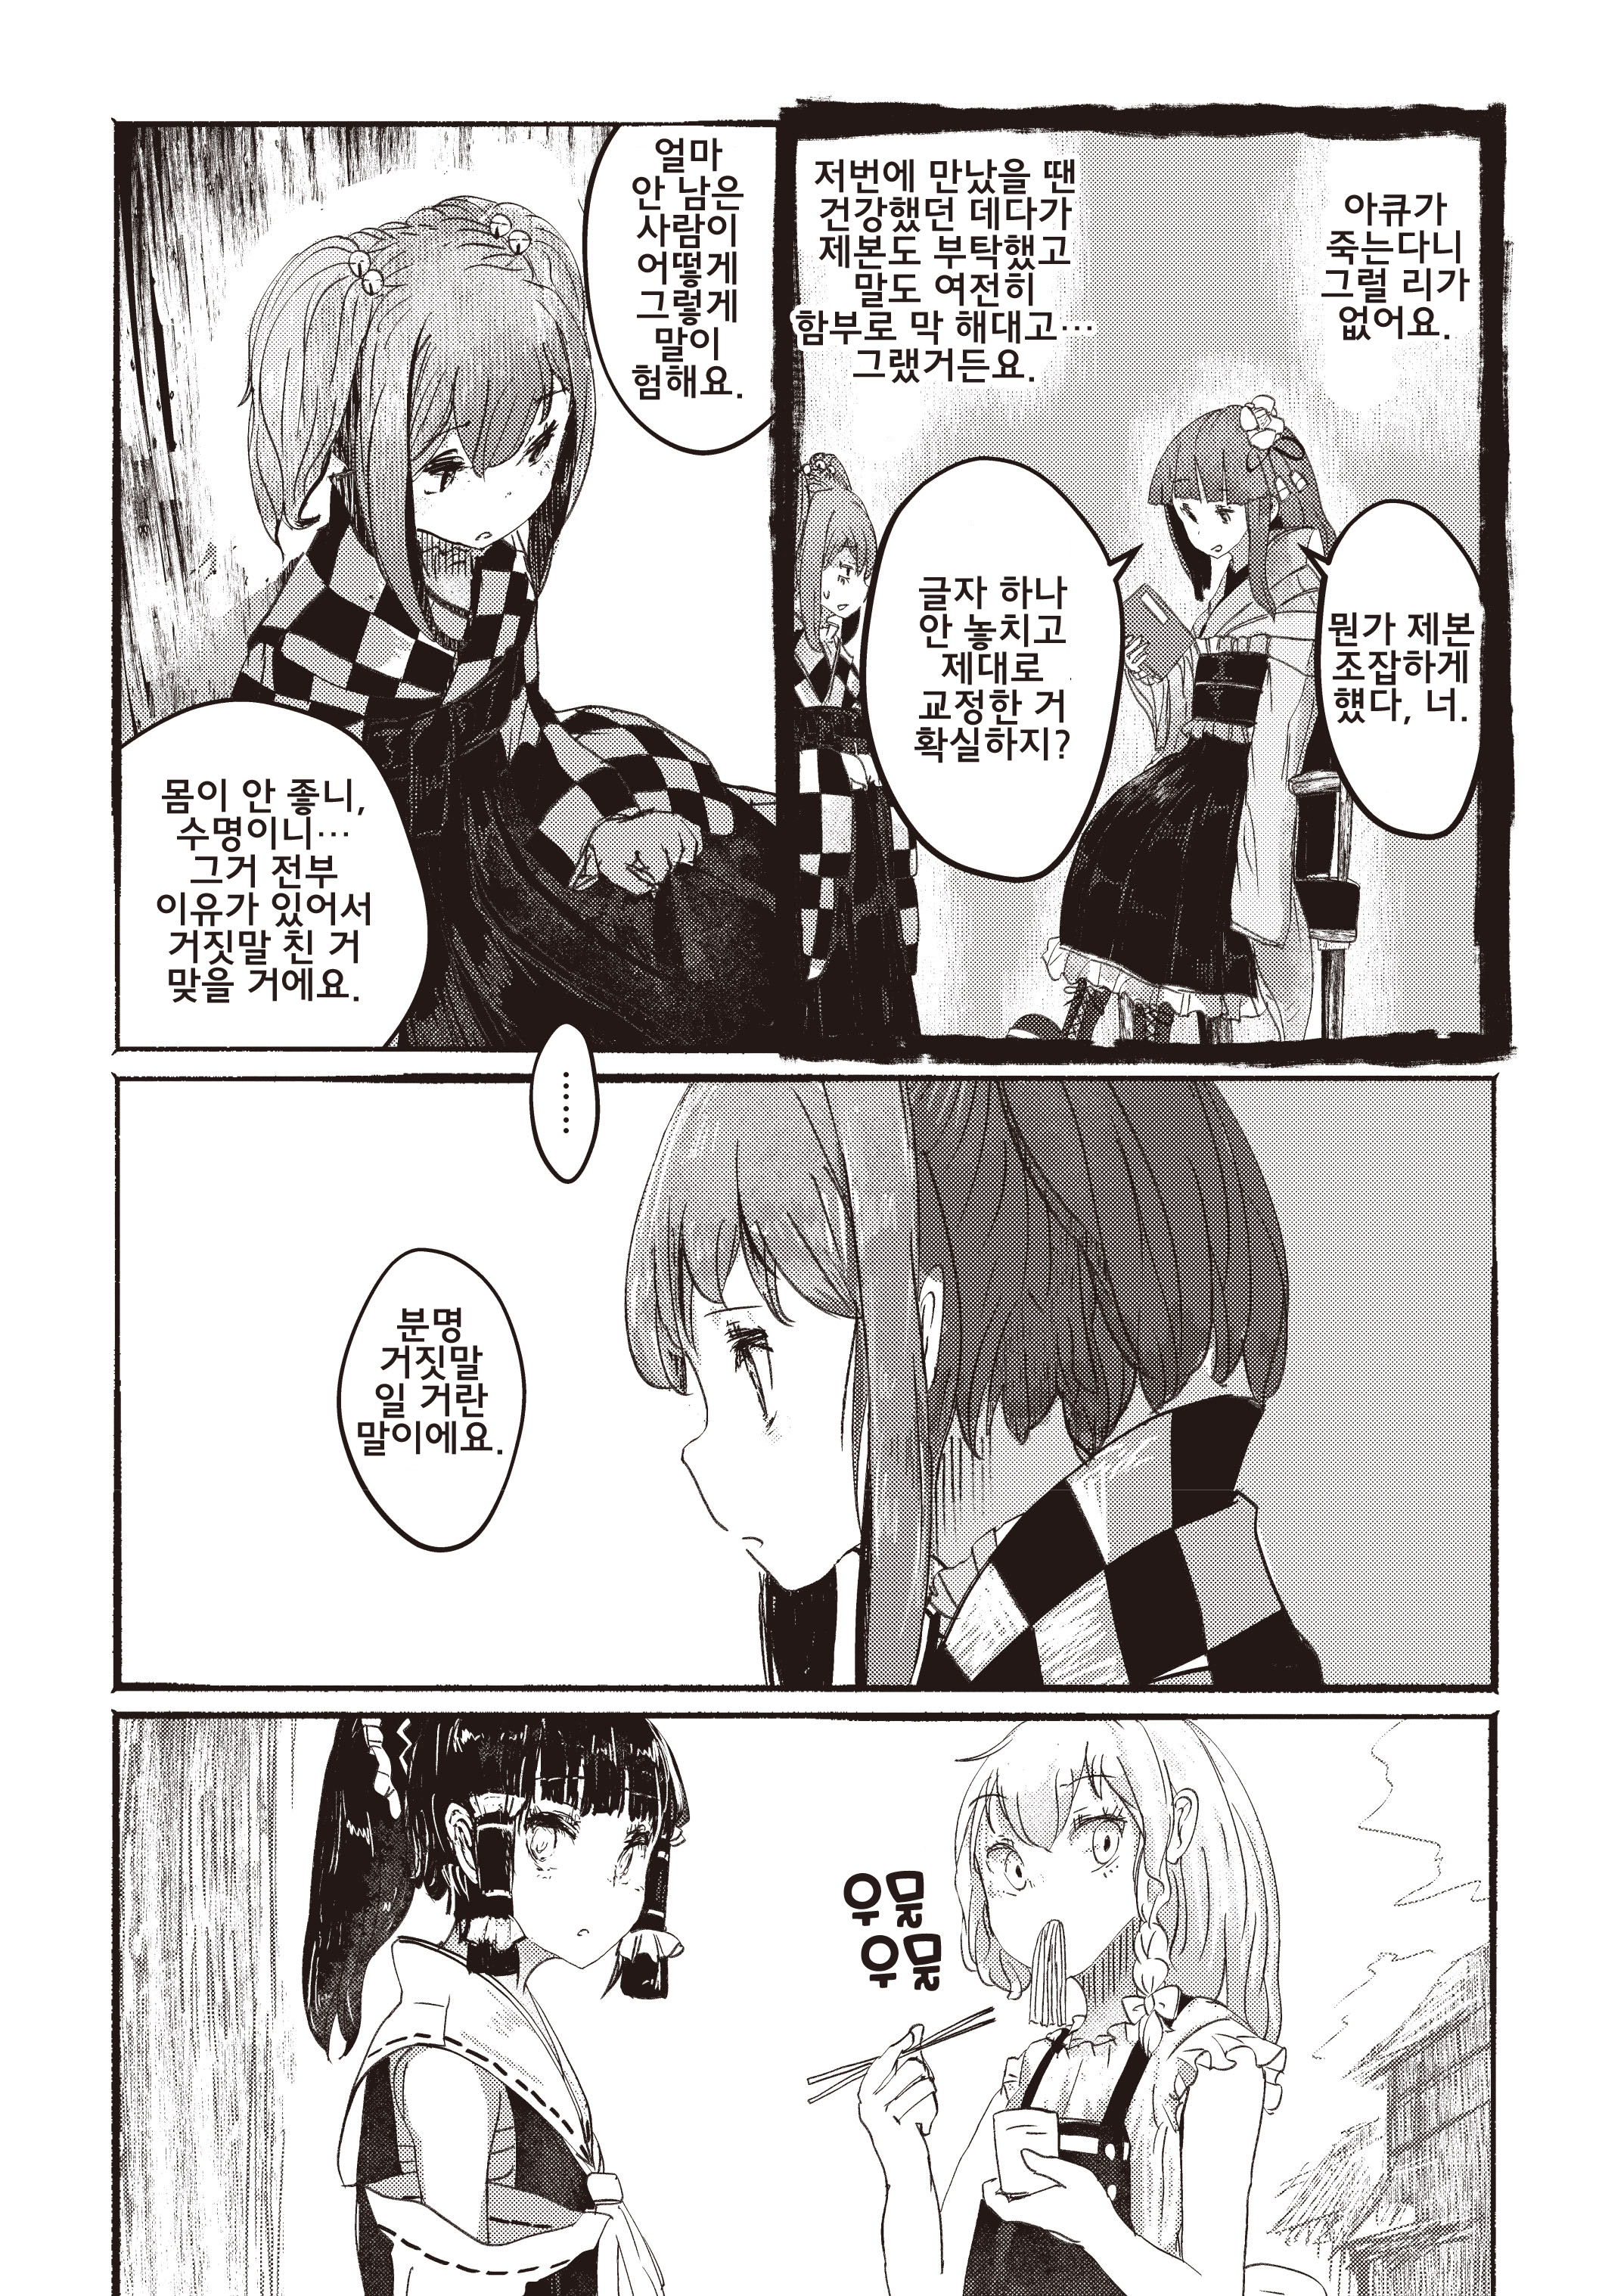 아큐가
죽는다니
그럴 리가
없어요.
저번에 만났을 땐
건강했던 데다가
제본도 부탁했고
말도 여전히
함부로 막 해대고…
그랬거든요.
뭔가 제본
조잡하게
했다, 너.
글자 하나
안 놓치고
제대로
교정한 거
확실하지?
얼마
안 남은
사람이
어떻게
그렇게
말이
험해요.
몸이 안 좋니,
수명이니…
그거 전부
이유가 있어서
거짓말 친 거
맞을 거에요.
……
분명
거짓말
일 거란
말이에요.
우물
우물